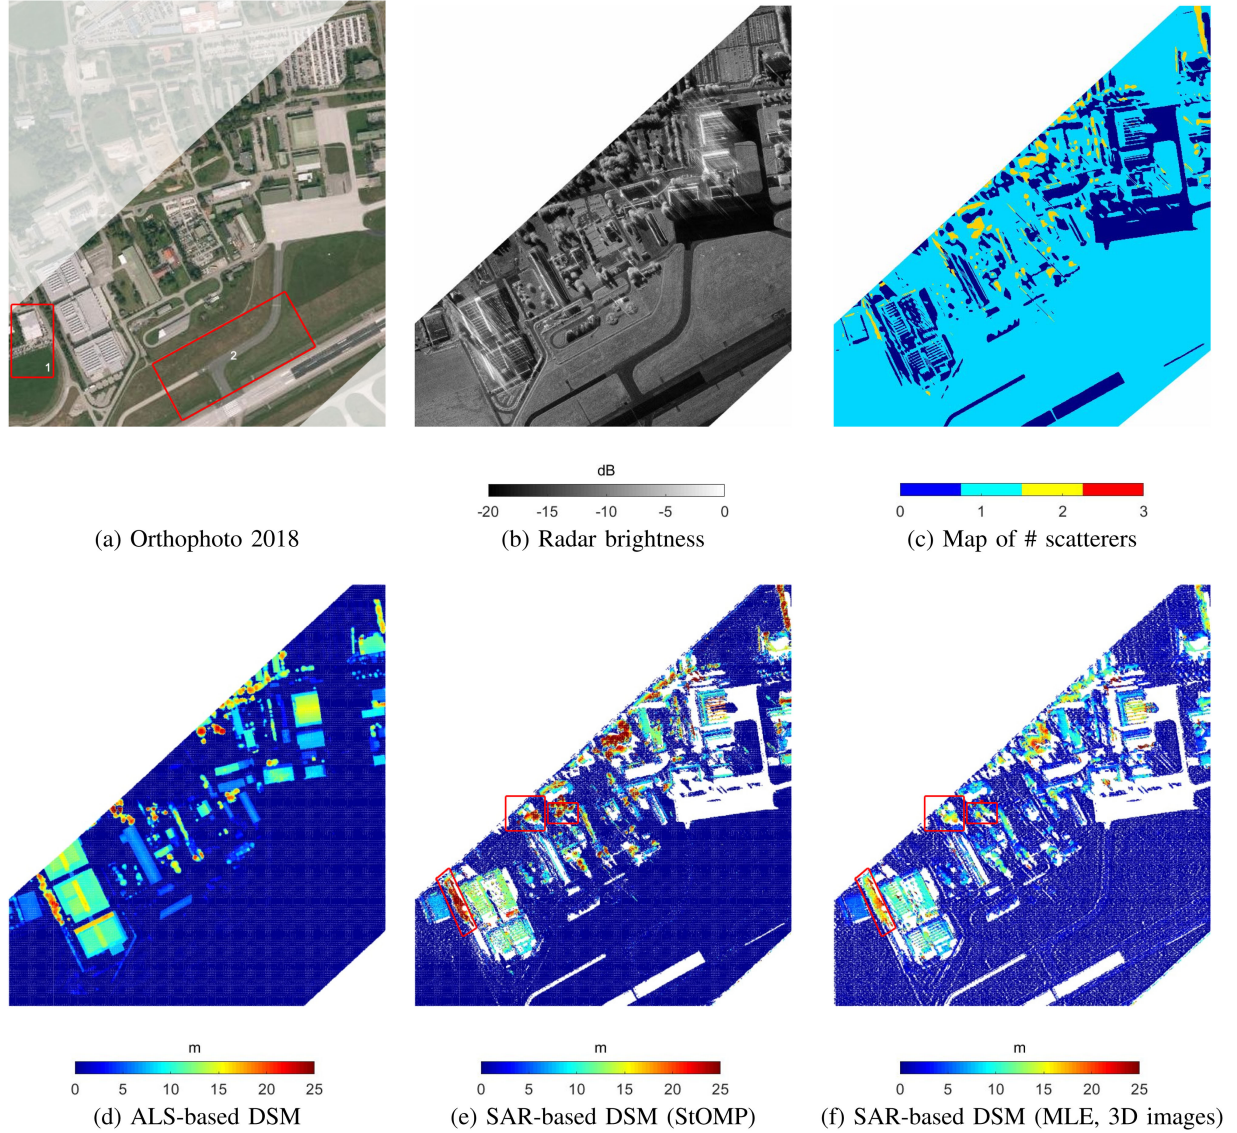 1
2
dB
-20 -15 -10 -5 0
0 1 2 3
(a) Orthophoto 2018
(b) Radar brightness
(c) Map of # scatterers
m
0 5 10 15 20 25
(d) ALS-based DSM
m
0 5 10 15 20 25
(e) SAR-based DSM (StOMP)
m
0 5 10 15 20 25
(f) SAR-based DSM (MLE, 3D images)